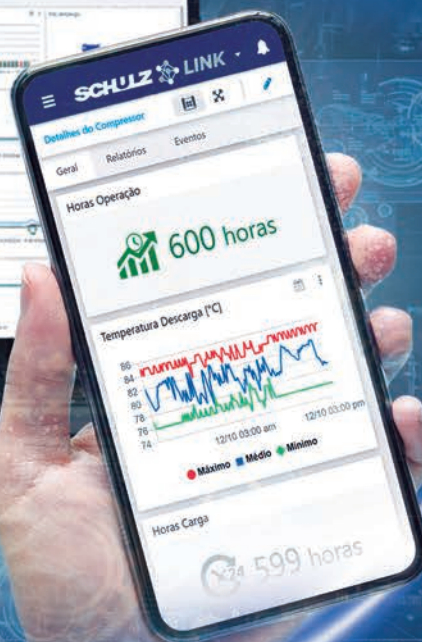 SCHULZ LINK
Detalhes do Compressor
Geral Relatórios Eventos
Horas Operação
600 horas
Temperatura Descarga [°C]
86
84
82
80
78
76
74
12/10 03:00 am 12/10 03:00 pm
Máximo Médio Mínimo
Horas Carga
599 horas